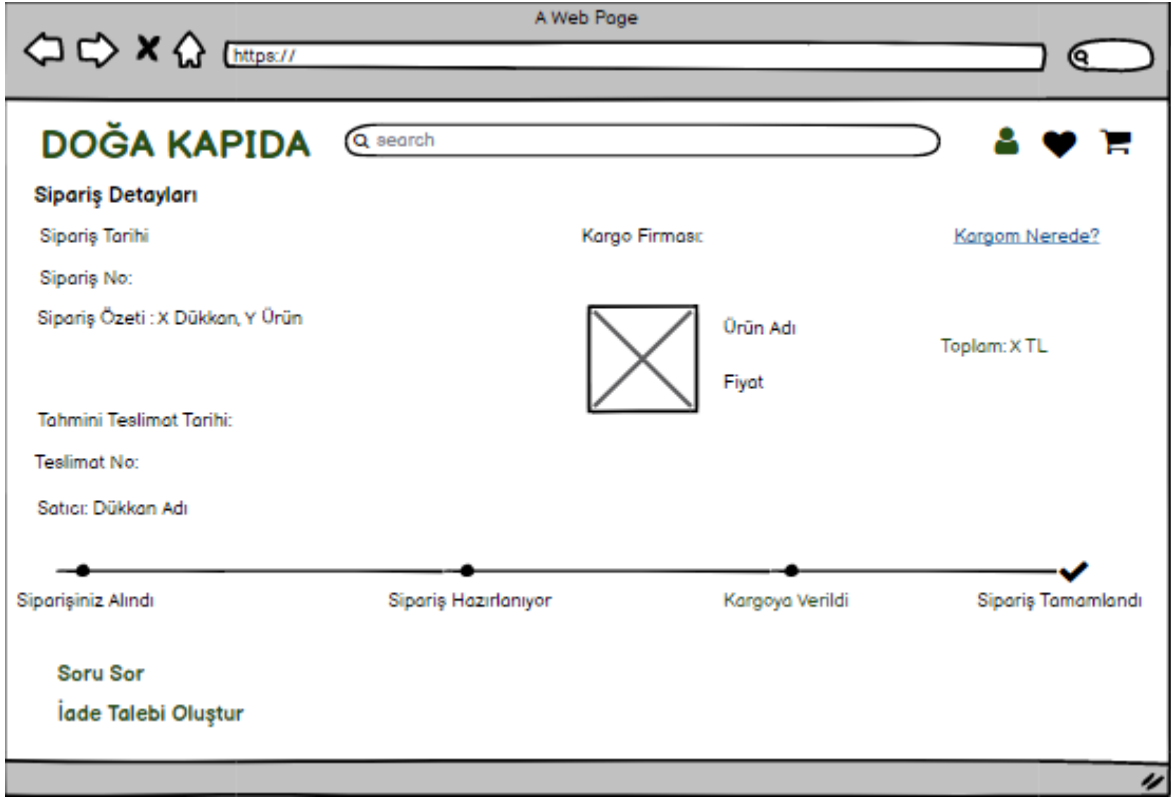 A Web Page
https://
DOĞA KAPIDA
search
Sipariş Detayları
Sipariş Tarihi
Kargo Firması:
Kargom Nerede?
Sipariş No:
Sipariş Özeti : X Dükkan, Y Ürün
Ürün Adı
Toplam: X TL
Fiyat
Tahmini Teslimat Tarihi:
Teslimat No:
Satıcı: Dükkan Adı
Siparişiniz Alındı
Sipariş Hazırlanıyor
Kargoya Verildi
Sipariş Tamamlandı
Soru Sor
İade Talebi Oluştur